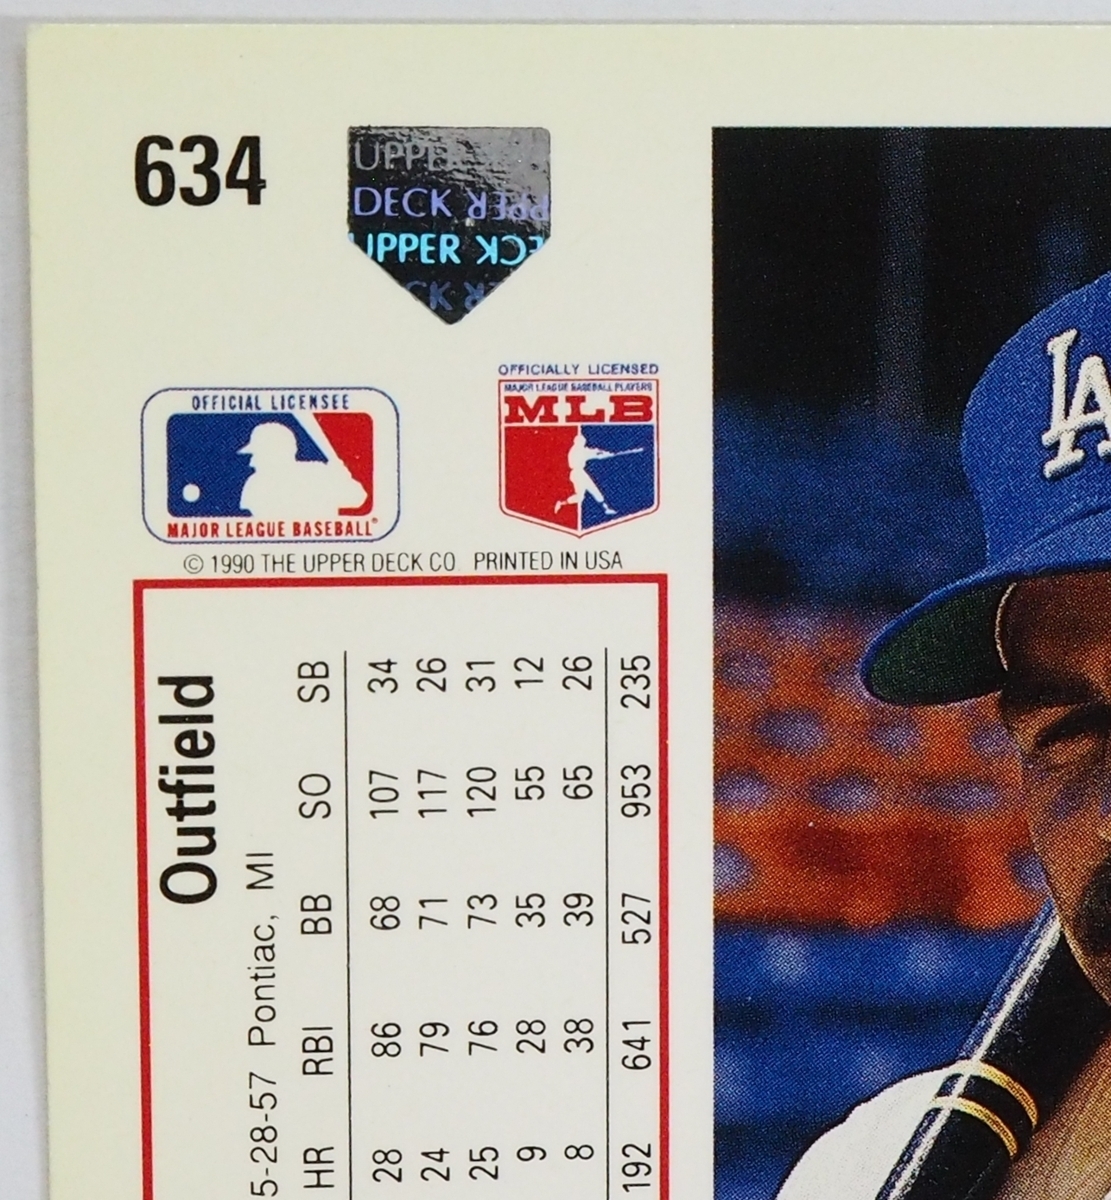 634
UPPE
DECK UPPER
UPPER DECK
CK
OFFICIAL LICENSEE
MAJOR LEAGUE BASEBALL®
OFFICIALLY LICENSED
MAJOR LEAGUE BASEBALL PLAYERS
MLB
© 1990 THE UPPER DECK CO PRINTED IN USA
LA
Outfield
5-28-57 Pontiac, MI
HR RBI BB SO SB
28 86 68 107 34
24 79 71 117 26
25 76 73 120 31
9 28 35 55 12
8 38 39 65 26
192 641 527 953 235